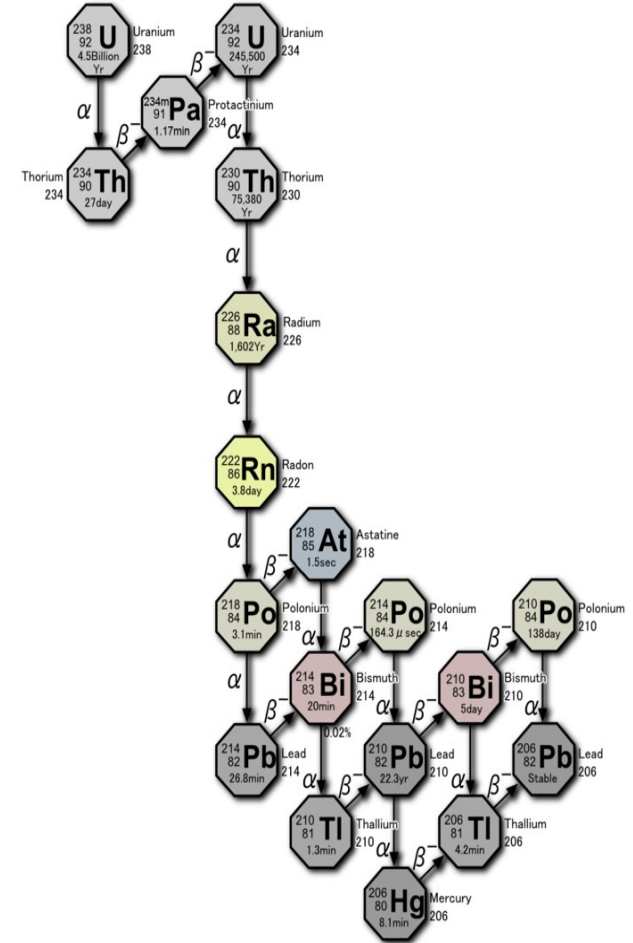 238
92 U
4.5Billion
Yr
Uranium
238
234
92 U
245,500
Yr
Uranium
234
β⁻
α
234m
91 Pa
1.17min
Protactinium
234
β⁻
α
Thorium
234
234
90 Th
27day
230
90 Th
75,380
Yr
Thorium
230
α
226
88 Ra
1,602Yr
Radium
226
α
222
86 Rn
3.8day
Radon
222
α
β⁻
218
85 At
1.5sec
Astatine
218
218
84 Po
3.1min
Polonium
218
α
β⁻
214
84 Po
164.3 μ sec
Polonium
214
β⁻
210
84 Po
138day
Polonium
210
α
β⁻
214
83 Bi
20min
Bismuth
214
0.02%
α
β⁻
210
83 Bi
5day
Bismuth
210
α
214
82 Pb
26.8min
Lead
214
α
β⁻
210
82 Pb
22.3yr
Lead
210
α
β⁻
206
82 Pb
Stable
Lead
206
210
81 Tl
1.3min
Thallium
210
α
β⁻
206
81 Tl
4.2min
Thallium
206
206
80 Hg
8.1min
Mercury
206